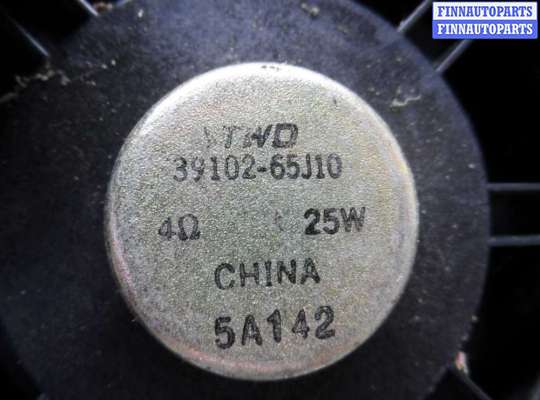 FINNAUTOPARTS
FINNAUTOPARTS
39102-65J10
4Ω 25W
CHINA
5A142